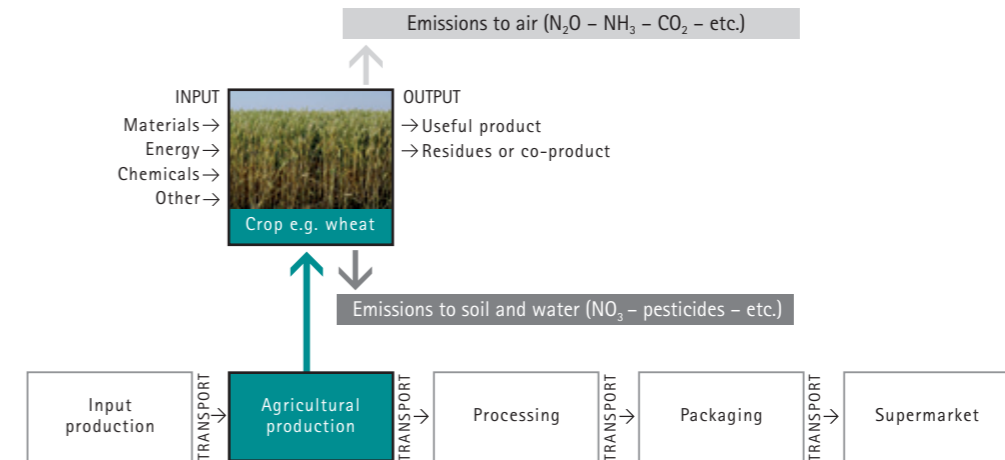 Emissions to air (N₂O – NH₃ – CO₂ – etc.)
INPUT
Materials→
Energy→
Chemicals→
Other→
OUTPUT
→Useful product
→Residues or co-product
Crop e.g. wheat
Emissions to soil and water (NO₃ – pesticides – etc.)
Input
production
TRANSPORT
Agricultural
production
TRANSPORT
Processing
TRANSPORT
Packaging
TRANSPORT
Supermarket